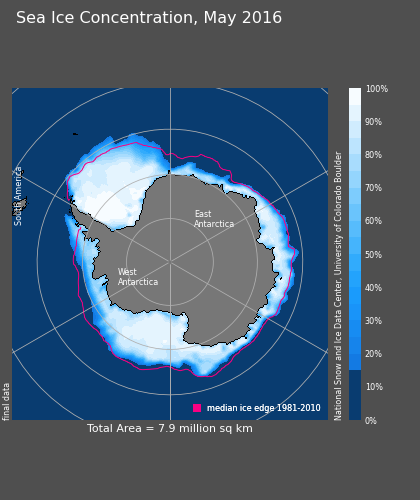 Sea Ice Concentration, May 2016
South America
East
Antarctica
West
Antarctica
final data
median ice edge 1981-2010
Total Area = 7.9 million sq km
National Snow and Ice Data Center, University of Colorado Boulder
100%
90%
80%
70%
60%
50%
40%
30%
20%
10%
0%